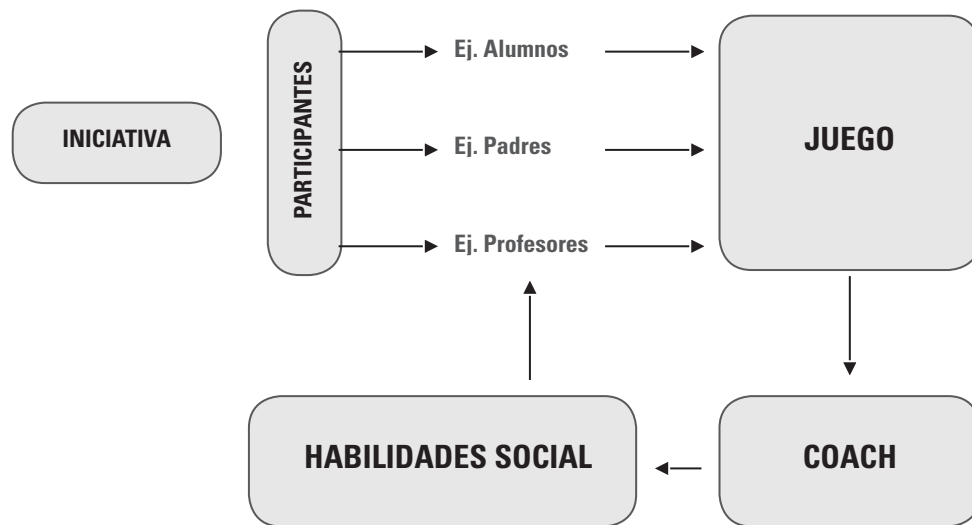 INICIATIVA
PARTICIPANTES
Ej. Alumnos
Ej. Padres
Ej. Profesores
JUEGO
HABILIDADES SOCIAL
COACH